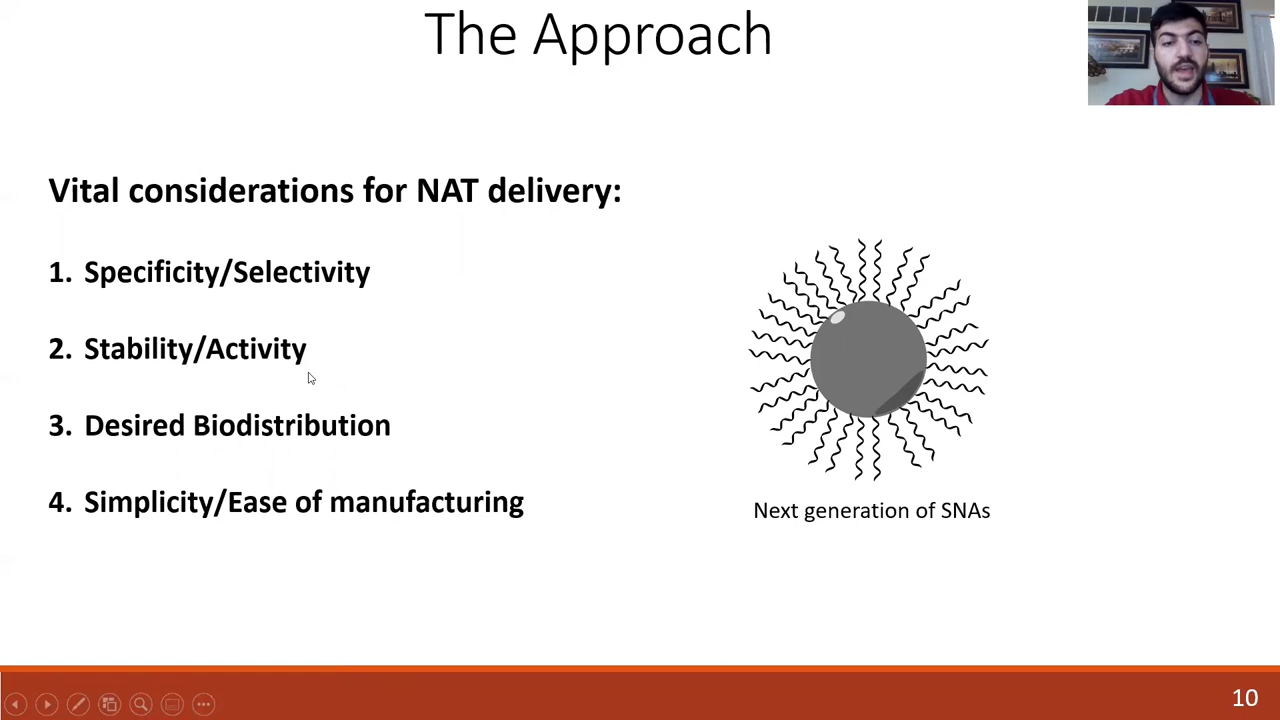 The Approach
Vital considerations for NAT delivery:
1. Specificity/Selectivity
2. Stability/Activity
3. Desired Biodistribution
4. Simplicity/Ease of manufacturing
Next generation of SNAs
10